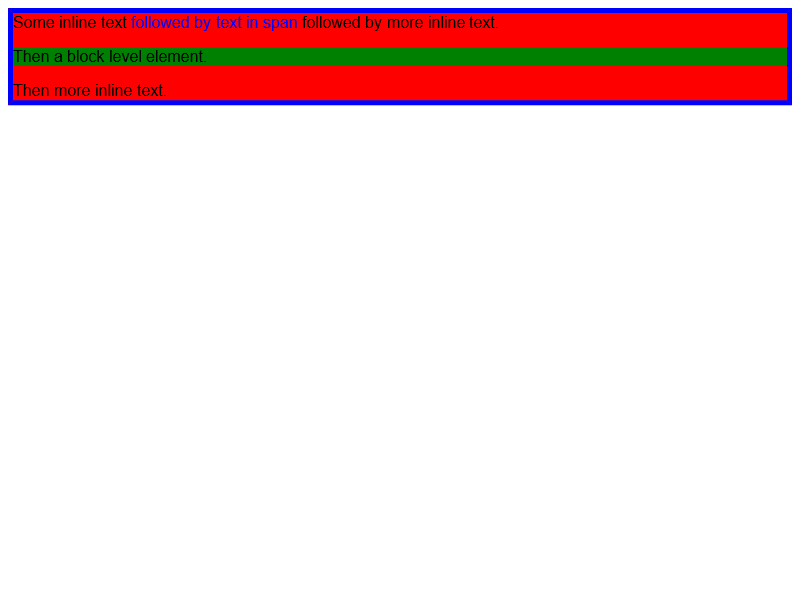 Some inline text followed by text in span followed by more inline text.
Then a block level element.
Then more inline text.